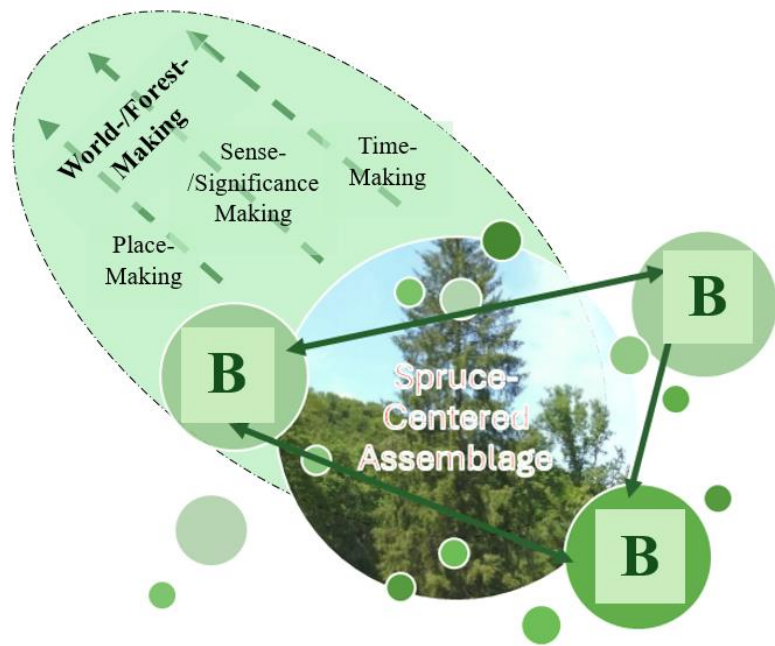 World-/Forest-
Making
Sense-
/Significance
Making
Time-
Making
Place-
Making
B
B
Spruce-
Centered
Assemblage
B